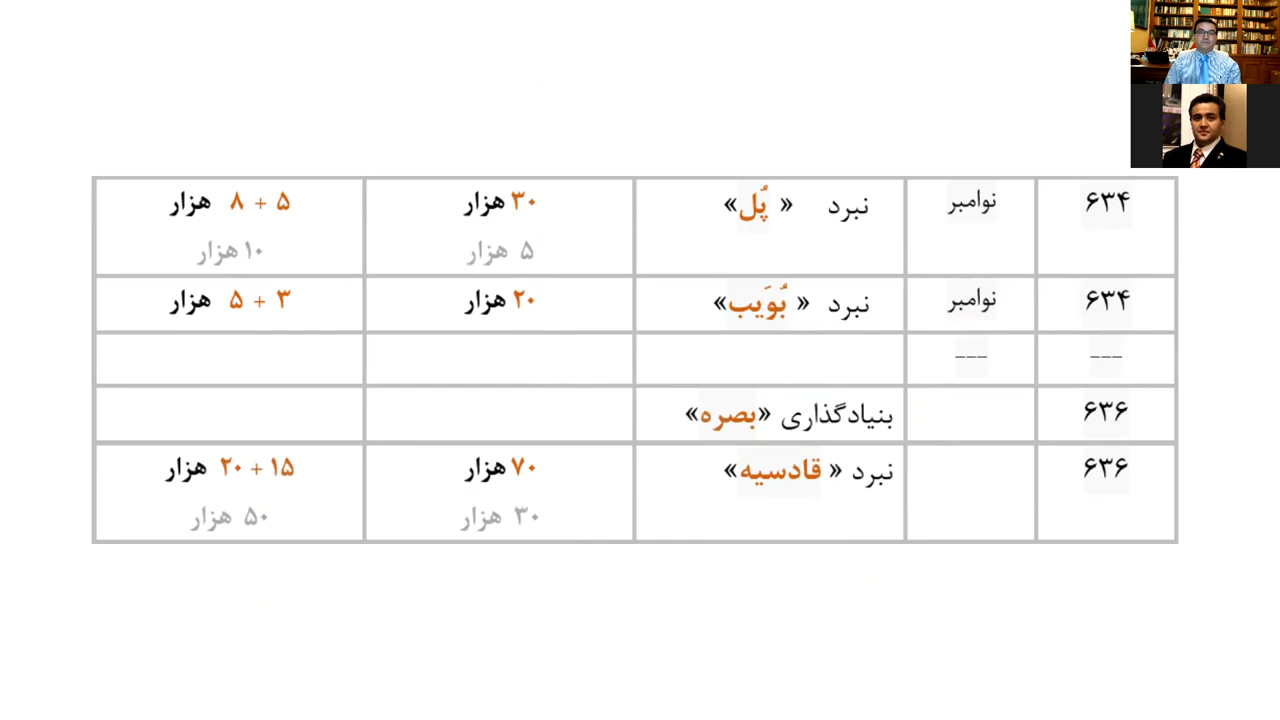 ۶۳۴ نوامبر نبرد « پُل» ۳۰ هزار ۵ + ۸ هزار
۵ هزار ۱۰ هزار
۶۳۴ نوامبر نبرد « بُوَیب» ۲۰ هزار ۳ + ۵ هزار
--- ---
۶۳۶ بنیادگذاری «بصره»
۶۳۶ نبرد « قادسیه» ۷۰ هزار ۱۵ + ۲۰ هزار
۳۰ هزار ۵۰ هزار